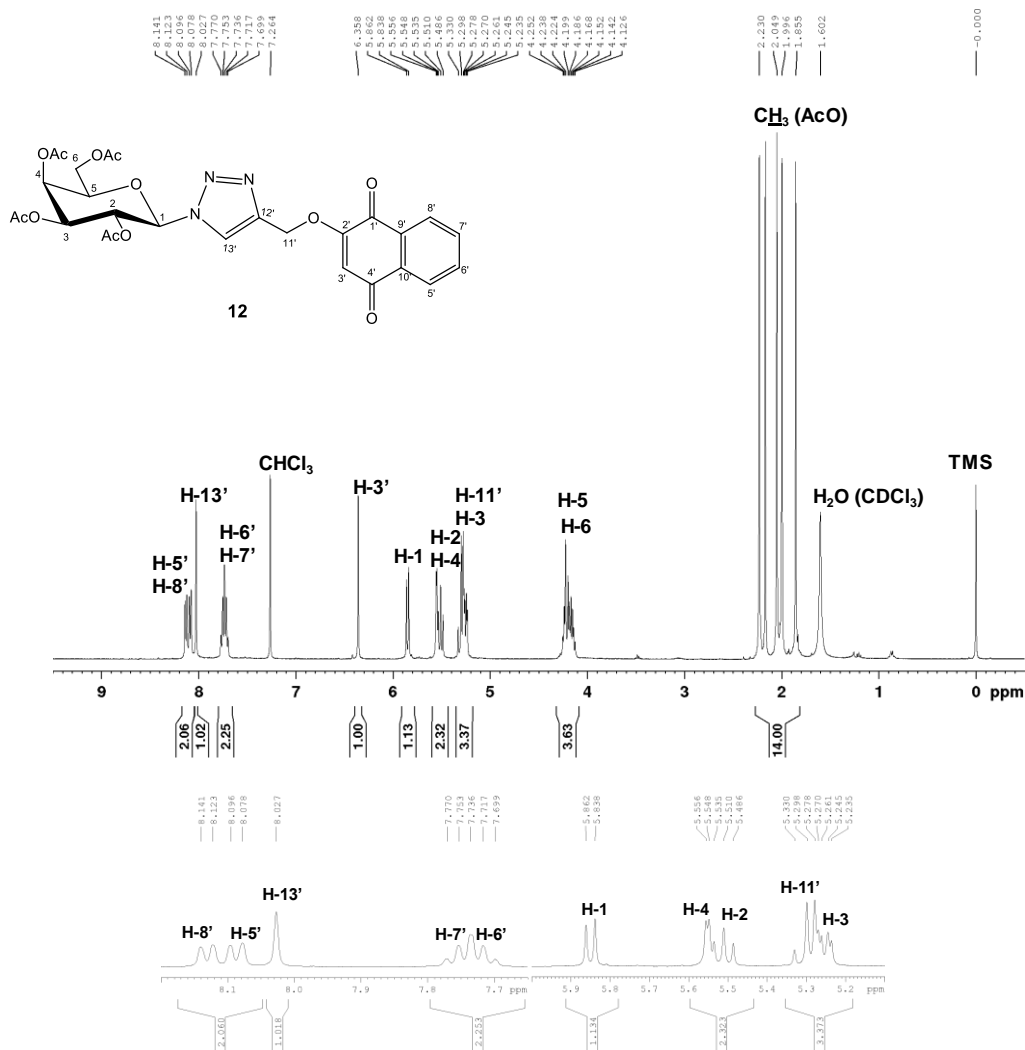 8.141 8.123 8.096 8.078 8.027 7.770 7.753 7.736 7.717 7.699 7.264 6.358 5.862 5.838 5.556 5.548 5.535 5.510 5.486 5.330 5.298 5.278 5.270 5.261 5.245 5.235 4.252 4.238 4.224 4.199 4.186 4.168 4.152 4.142 4.126 2.230 2.049 1.996 1.855 1.602 -0.000
CH₃ (AcO)
OAc 6 OAc
4 5 O N N N O
AcO 2 1 N 12' O 2' 1' 9' 8' 7'
3 AcO 13' 11' 3' 4' 10' 6'
5'
O
12
CHCl₃
TMS
H-13' H-3' H-11' H-5 H₂O (CDCl₃)
H-6' H-2 H-3 H-6
H-5' H-7' H-1 H-4
H-8'
9 8 7 6 5 4 3 2 1 0 ppm
2.06 1.02 2.25 1.00 1.13 2.32 3.37 3.63 14.00
8.141 8.123 8.096 8.078 8.027 7.770 7.753 7.736 7.717 7.699 5.862 5.838 5.556 5.548 5.535 5.510 5.486 5.330 5.298 5.278 5.270 5.261 5.245 5.235
H-8' H-5' H-13' H-7' H-6' H-1 H-4 H-2 H-11' H-3
8.1 8.0 7.9 7.8 7.7 ppm 5.9 5.8 5.7 5.6 5.5 5.4 5.3 5.2 ppm
2.060 1.018 2.253 1.134 2.323 3.373